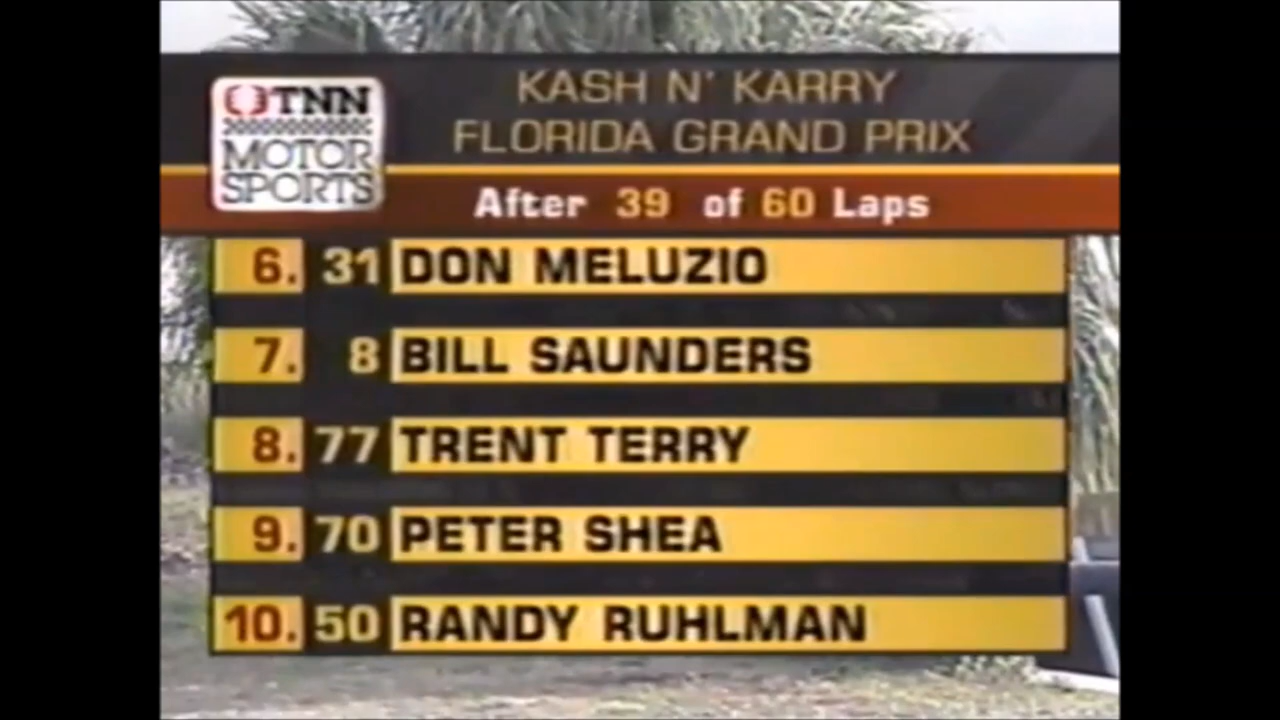 TNN
MOTOR
SPORTS
KASH N' KARRY
FLORIDA GRAND PRIX
After 39 of 60 Laps
6. 31 DON MELUZIO
7. 8 BILL SAUNDERS
8. 77 TRENT TERRY
9. 70 PETER SHEA
10. 50 RANDY RUHLMAN